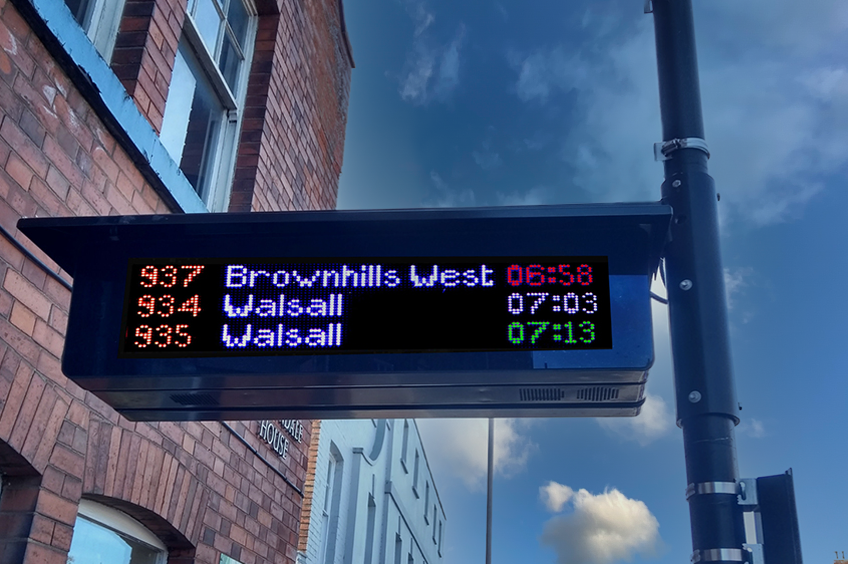 937 Brownhills West 06:58
934 Walsall 07:03
935 Walsall 07:13
HOUSE